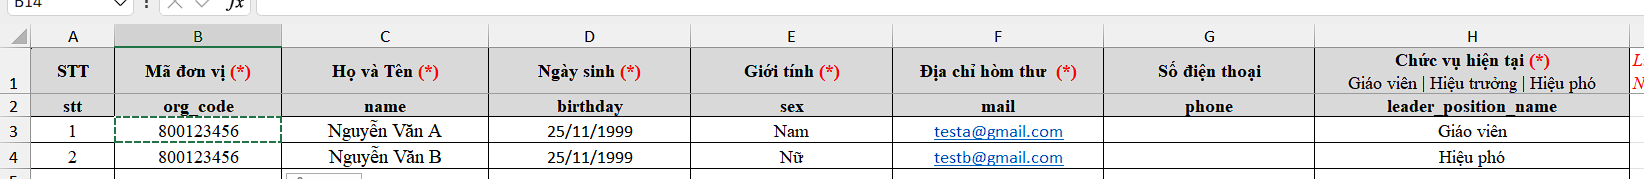 B14 fx
A B C D E F G H
1 STT Mã đơn vị (*) Họ và Tên (*) Ngày sinh (*) Giới tính (*) Địa chỉ hòm thư (*) Số điện thoại Chức vụ hiện tại (*)
Giáo viên | Hiệu trưởng | Hiệu phó
2 stt org_code name birthday sex mail phone leader_position_name
3 1 800123456 Nguyễn Văn A 25/11/1999 Nam testa@gmail.com Giáo viên
4 2 800123456 Nguyễn Văn B 25/11/1999 Nữ testb@gmail.com Hiệu phó